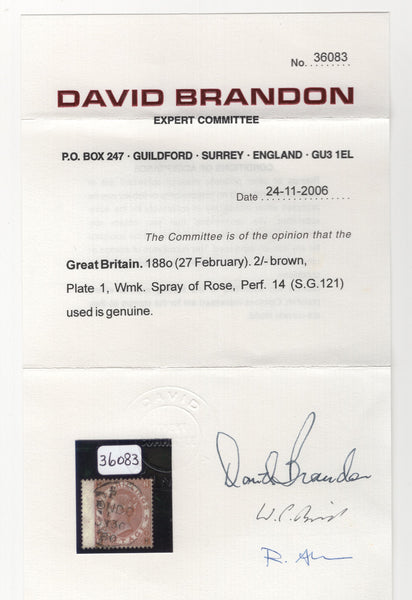 No. 36083
DAVID BRANDON
EXPERT COMMITTEE
P.O. BOX 247 · GUILDFORD · SURREY · ENGLAND · GU3 1EL
Date 24-11-2006
The Committee is of the opinion that the
Great Britain. 188o (27 February). 2/- brown,
Plate 1, Wmk. Spray of Rose, Perf. 14 (S.G.121)
used is genuine.
DAVID
36083
David Brandon